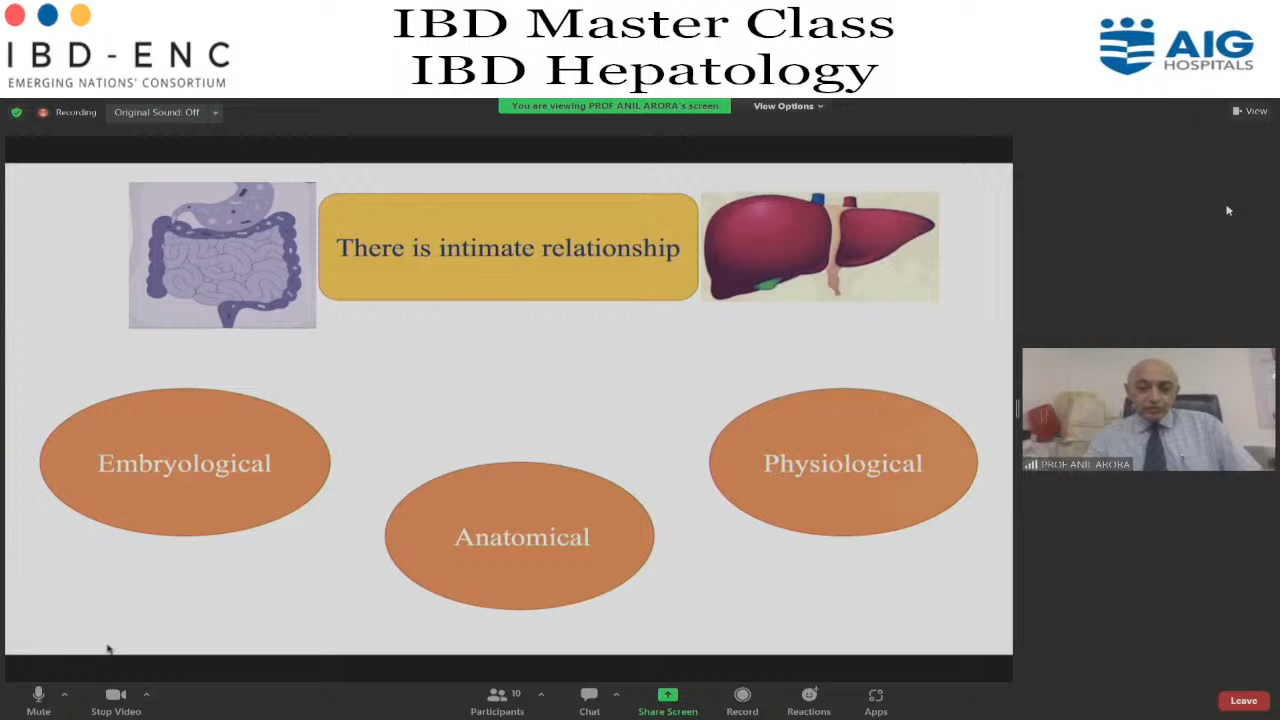 IBD-ENC
EMERGING NATIONS' CONSORTIUM
IBD Master Class
IBD Hepatology
AIG
HOSPITALS
Recording
Original Sound: Off
You are viewing PROF ANIL ARORA's screen
View Options
View
There is intimate relationship
Embryological
Anatomical
Physiological
PROF ANIL ARORA
Mute
Stop Video
10
Participants
Chat
Share Screen
Record
Reactions
Apps
Leave